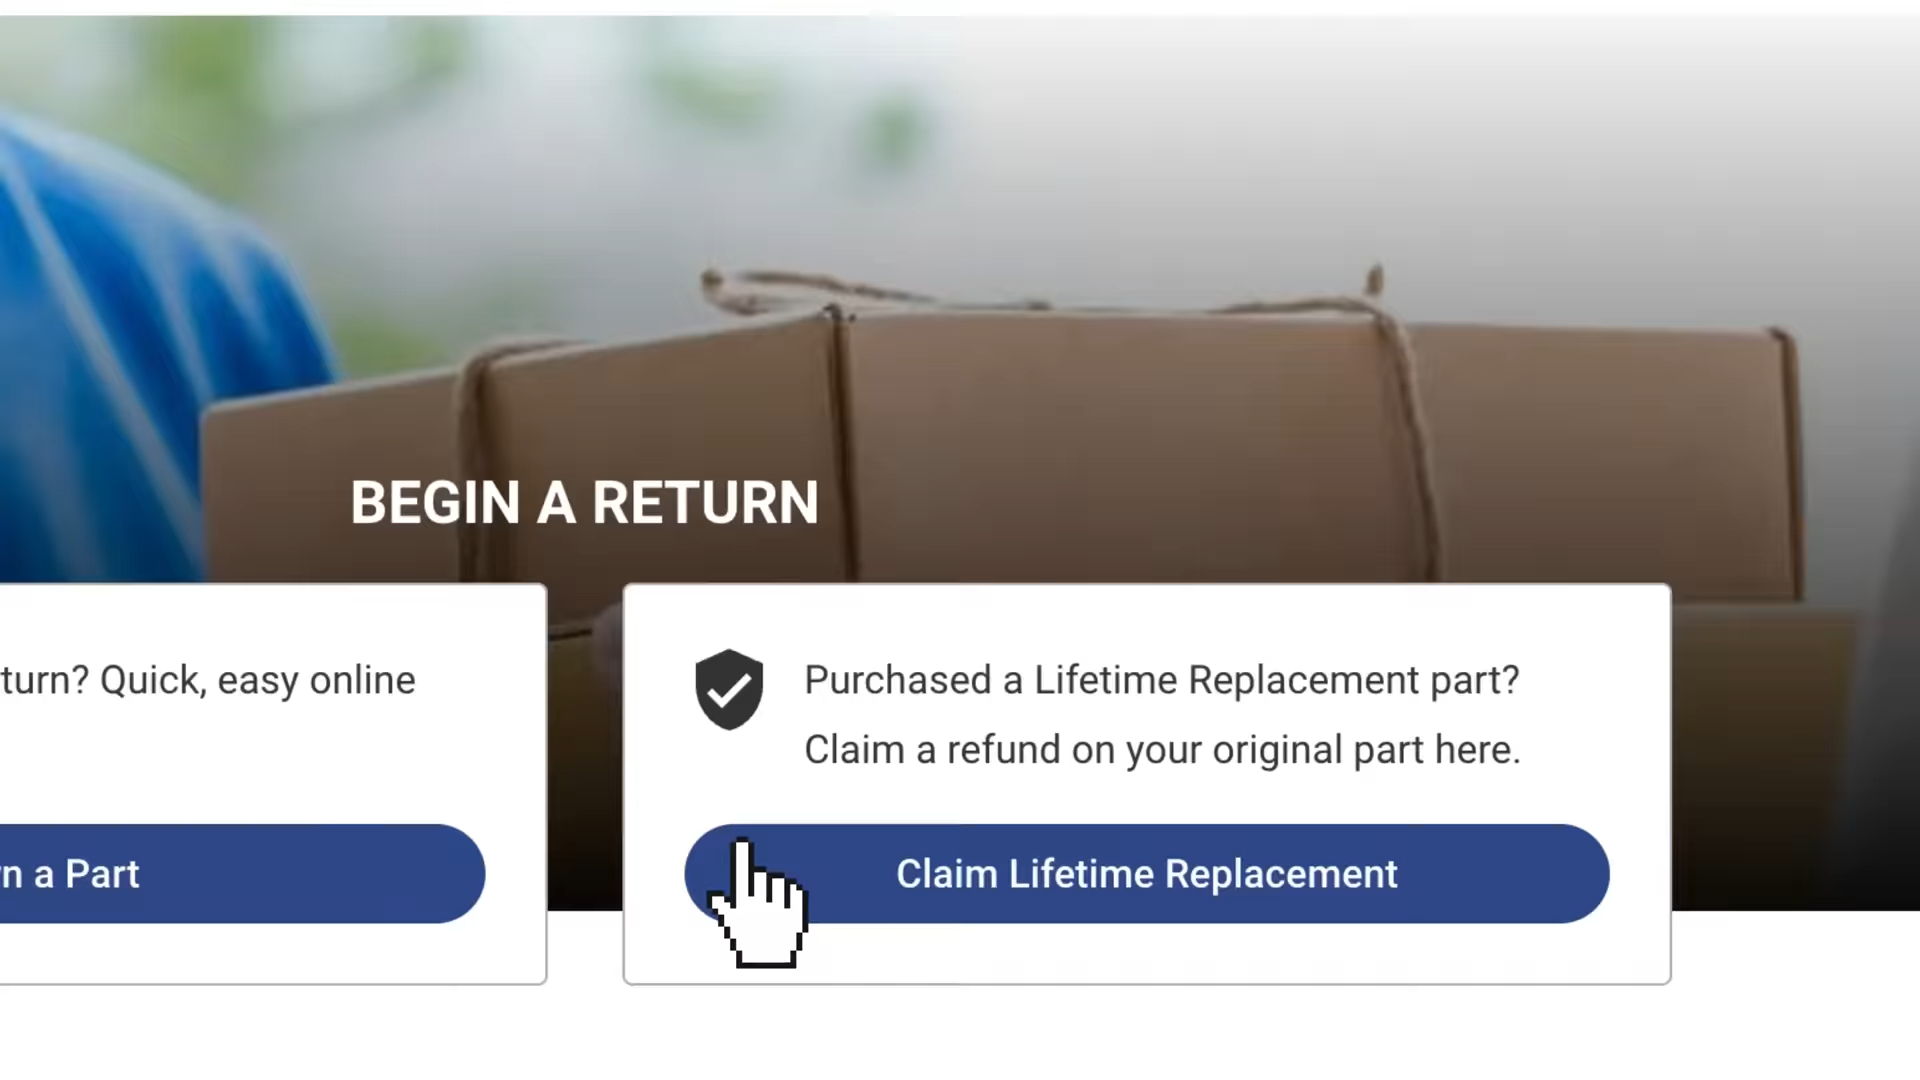 BEGIN A RETURN
turn? Quick, easy online
n a Part
Purchased a Lifetime Replacement part?
Claim a refund on your original part here.
Claim Lifetime Replacement